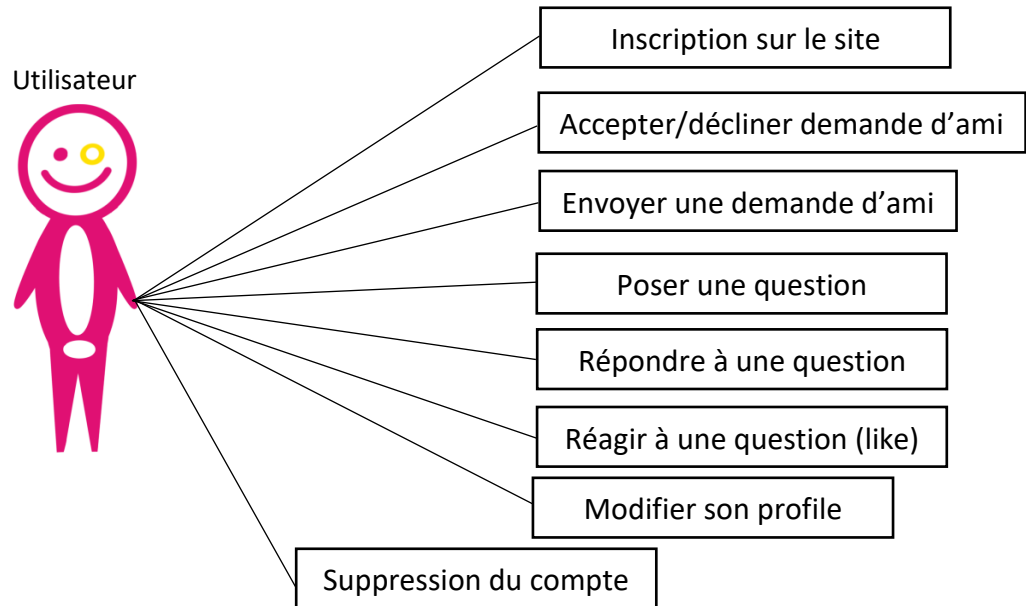 Utilisateur
Inscription sur le site
Accepter/décliner demande d’ami
Envoyer une demande d’ami
Poser une question
Répondre à une question
Réagir à une question (like)
Modifier son profile
Suppression du compte